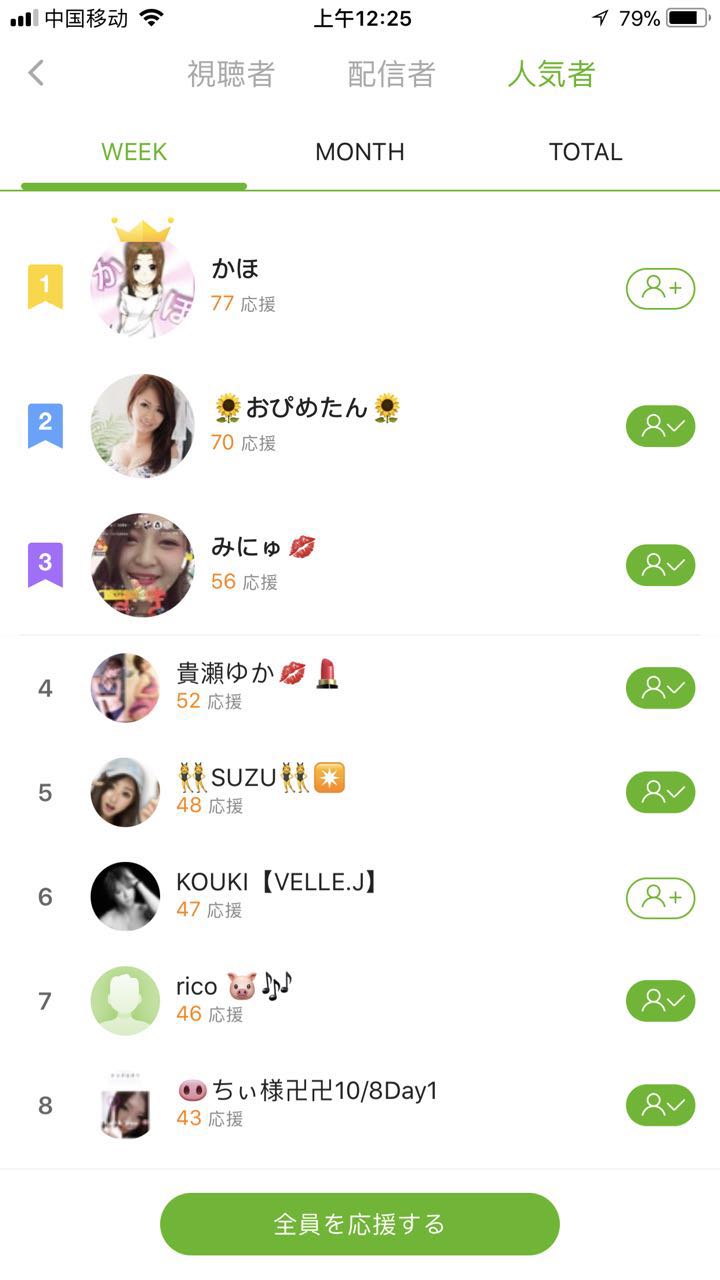 中国移动 上午12:25 79%
視聴者 配信者 人気者
WEEK MONTH TOTAL
1
かほ
かほ
77 応援
2
🌻おぴめたん🌻
70 応援
3
みにゅ💋
56 応援
4
貴瀬ゆか💋💄
52 応援
5
👯SUZU👯✴️
48 応援
6
KOUKI【VELLE.J】
47 応援
7
rico 🐷🎶
46 応援
8
🐽ちぃ様卍卍10/8Day1
43 応援
全員を応援する